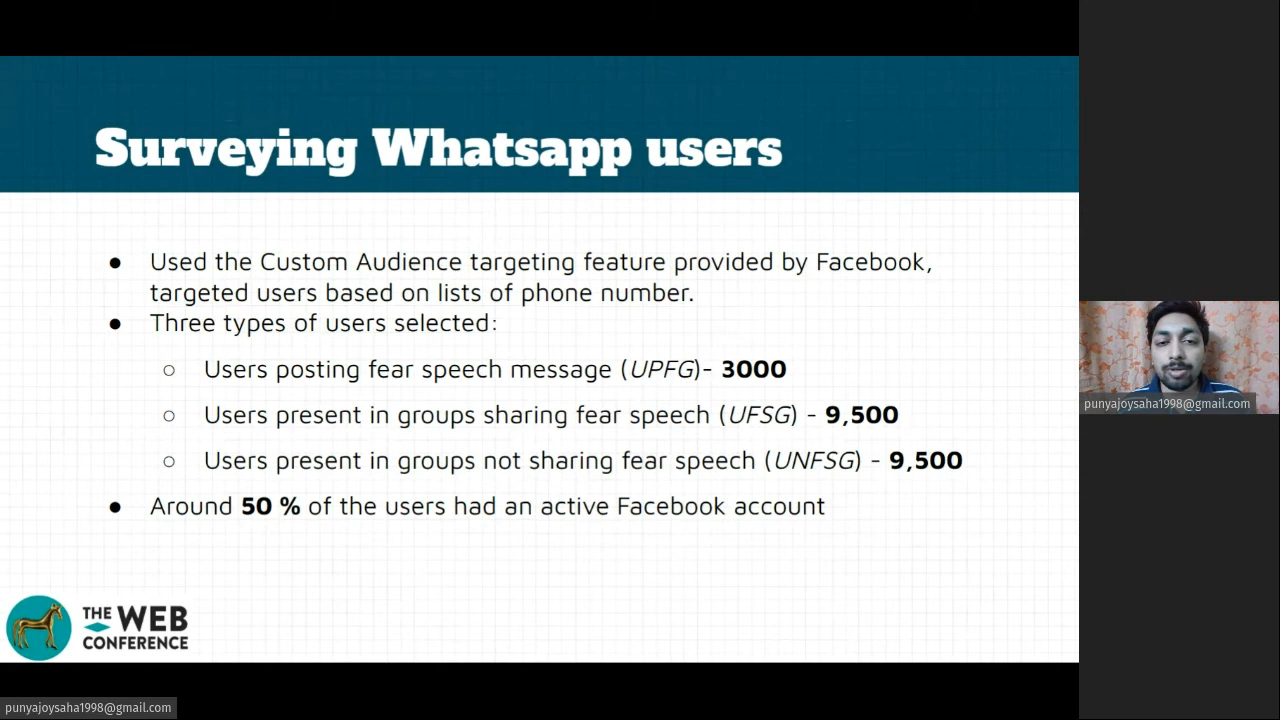 Surveying Whatsapp users
● Used the Custom Audience targeting feature provided by Facebook,
targeted users based on lists of phone number.
● Three types of users selected:
○ Users posting fear speech message (UPFG)- 3000
○ Users present in groups sharing fear speech (UFSG) - 9,500
○ Users present in groups not sharing fear speech (UNFSG) - 9,500
● Around 50 % of the users had an active Facebook account
THE WEB
CONFERENCE
punyajoysaha1998@gmail.com
punyajoysaha1998@gmail.com